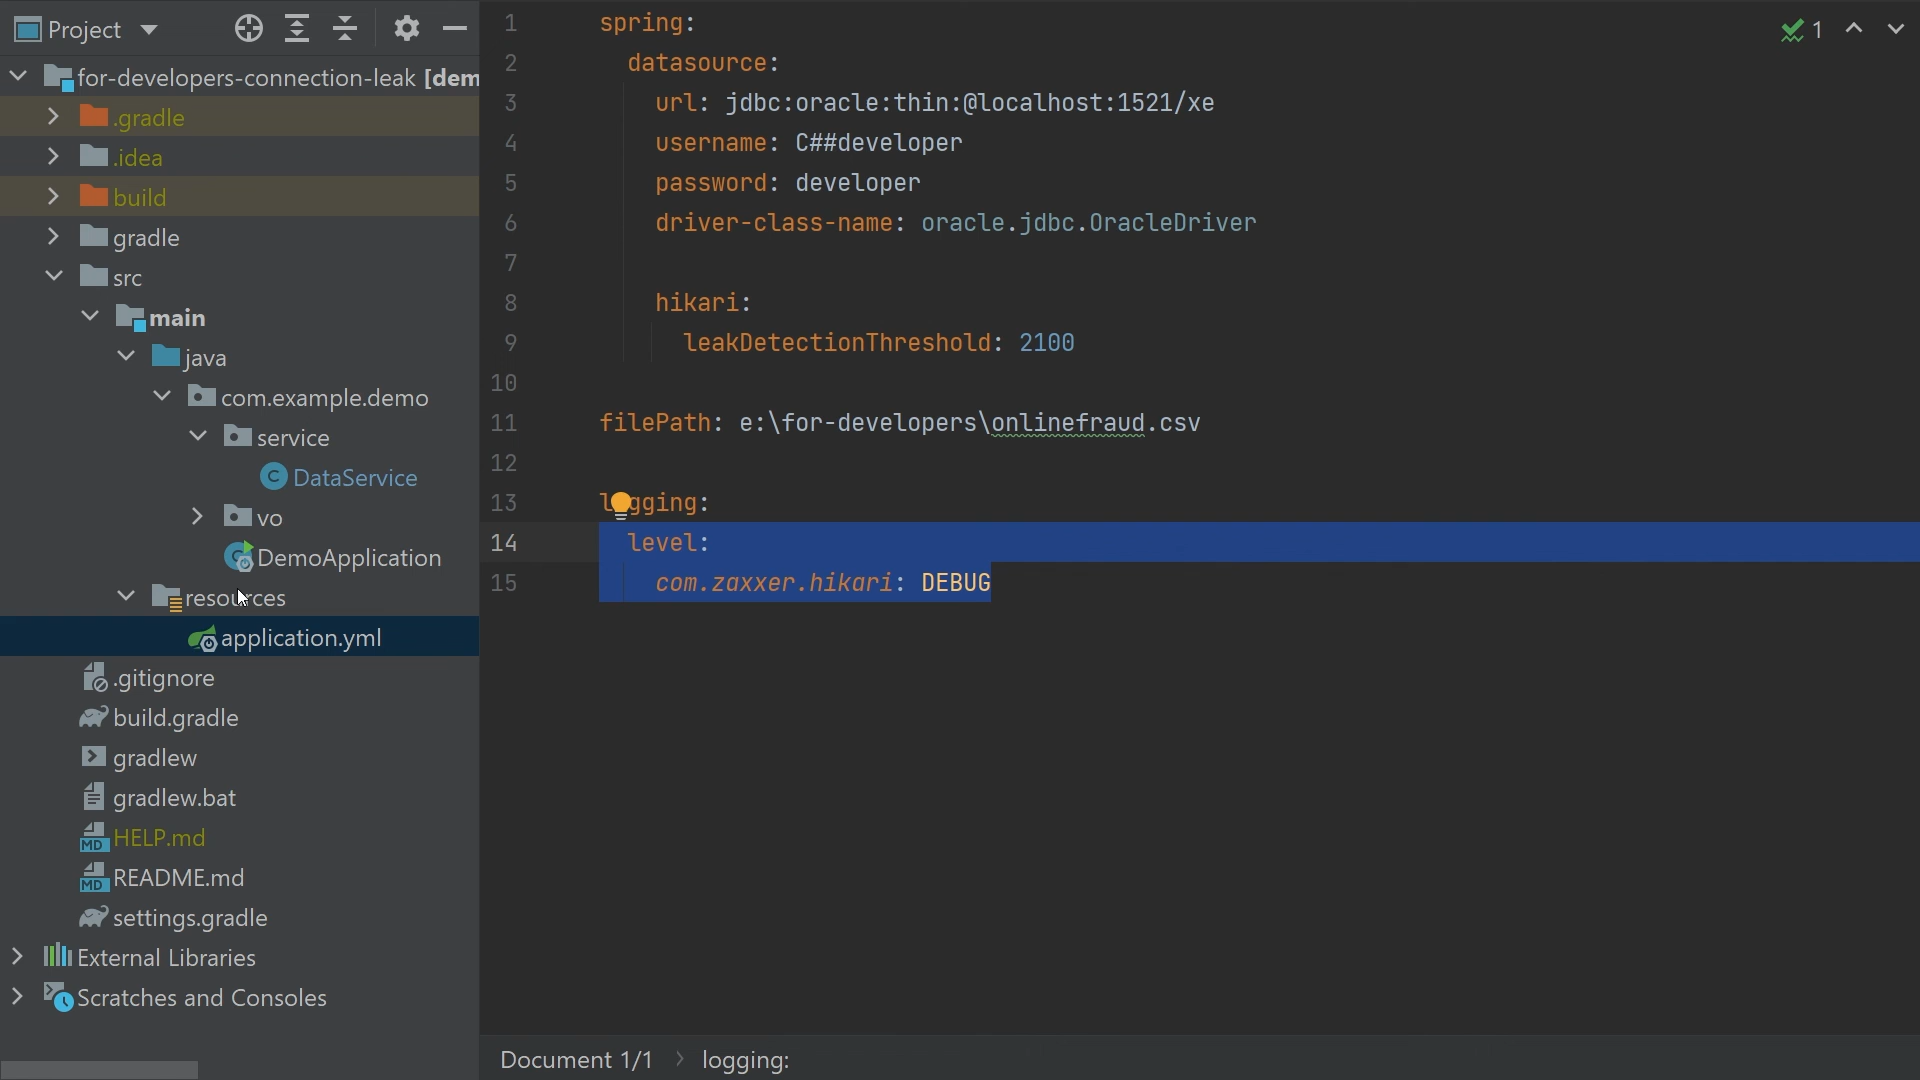 Project
for-developers-connection-leak [dem
.gradle
.idea
build
gradle
src
main
java
com.example.demo
service
DataService
vo
DemoApplication
resources
application.yml
.gitignore
build.gradle
gradlew
gradlew.bat
HELP.md
README.md
settings.gradle
External Libraries
Scratches and Consoles
1
1 spring:
2 datasource:
3 url: jdbc:oracle:thin:@localhost:1521/xe
4 username: C##developer
5 password: developer
6 driver-class-name: oracle.jdbc.OracleDriver
7
8 hikari:
9 leakDetectionThreshold: 2100
10
11 filePath: e:\for-developers\onlinefraud.csv
12
13 logging:
14 level:
15 com.zaxxer.hikari: DEBUG
Document 1/1 > logging: